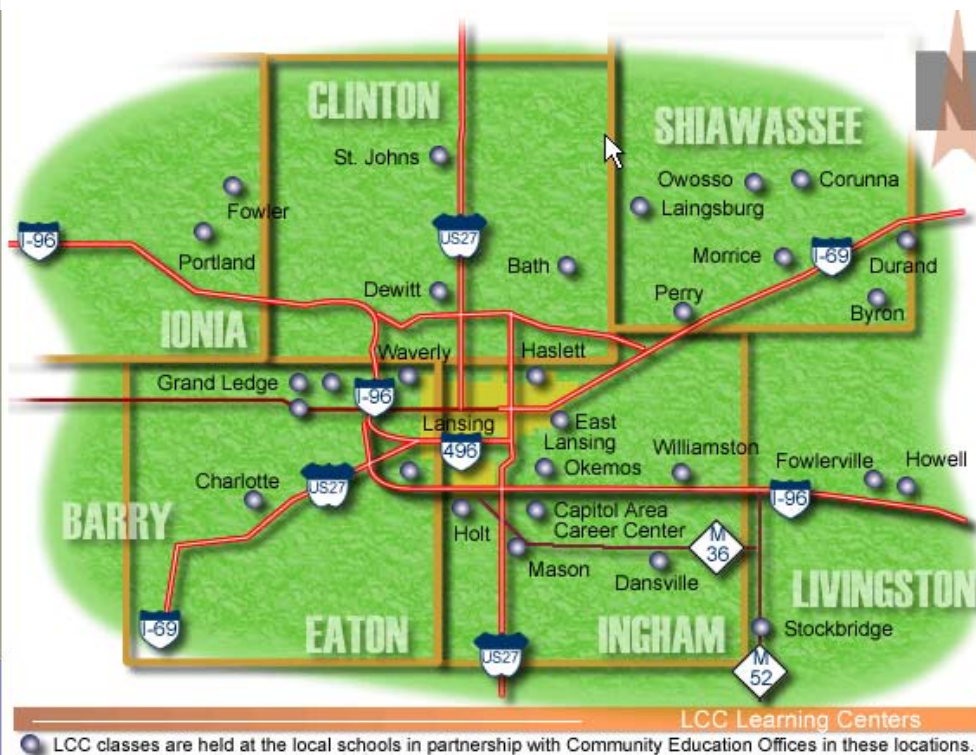 CLINTON
SHIAWASSEE
St. Johns
Owosso
Corunna
Fowler
Laingsburg
I-96
US27
Portland
Bath
Morrice
I-69
Durand
Dewitt
Perry
Byron
IONIA
Waverly
Haslett
Grand Ledge
I-96
Lansing
East
Lansing
496
Williamston
Okemos
Fowlerville
Howell
Charlotte
US27
I-96
BARRY
Holt
Capitol Area
Career Center
M
36
Mason
Dansville
LIVINGSTON
I-69
EATON
INGHAM
Stockbridge
US27
M
52
LCC Learning Centers
LCC classes are held at the local schools in partnership with Community Education Offices in these locations